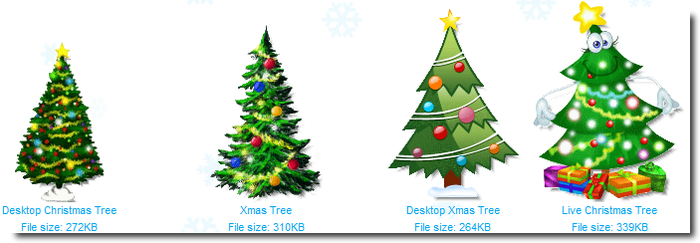 Desktop Christmas Tree Xmas Tree Desktop Xmas Tree Live Christmas Tree
File size: 272KB File size: 310KB File size: 264KB File size: 339KB